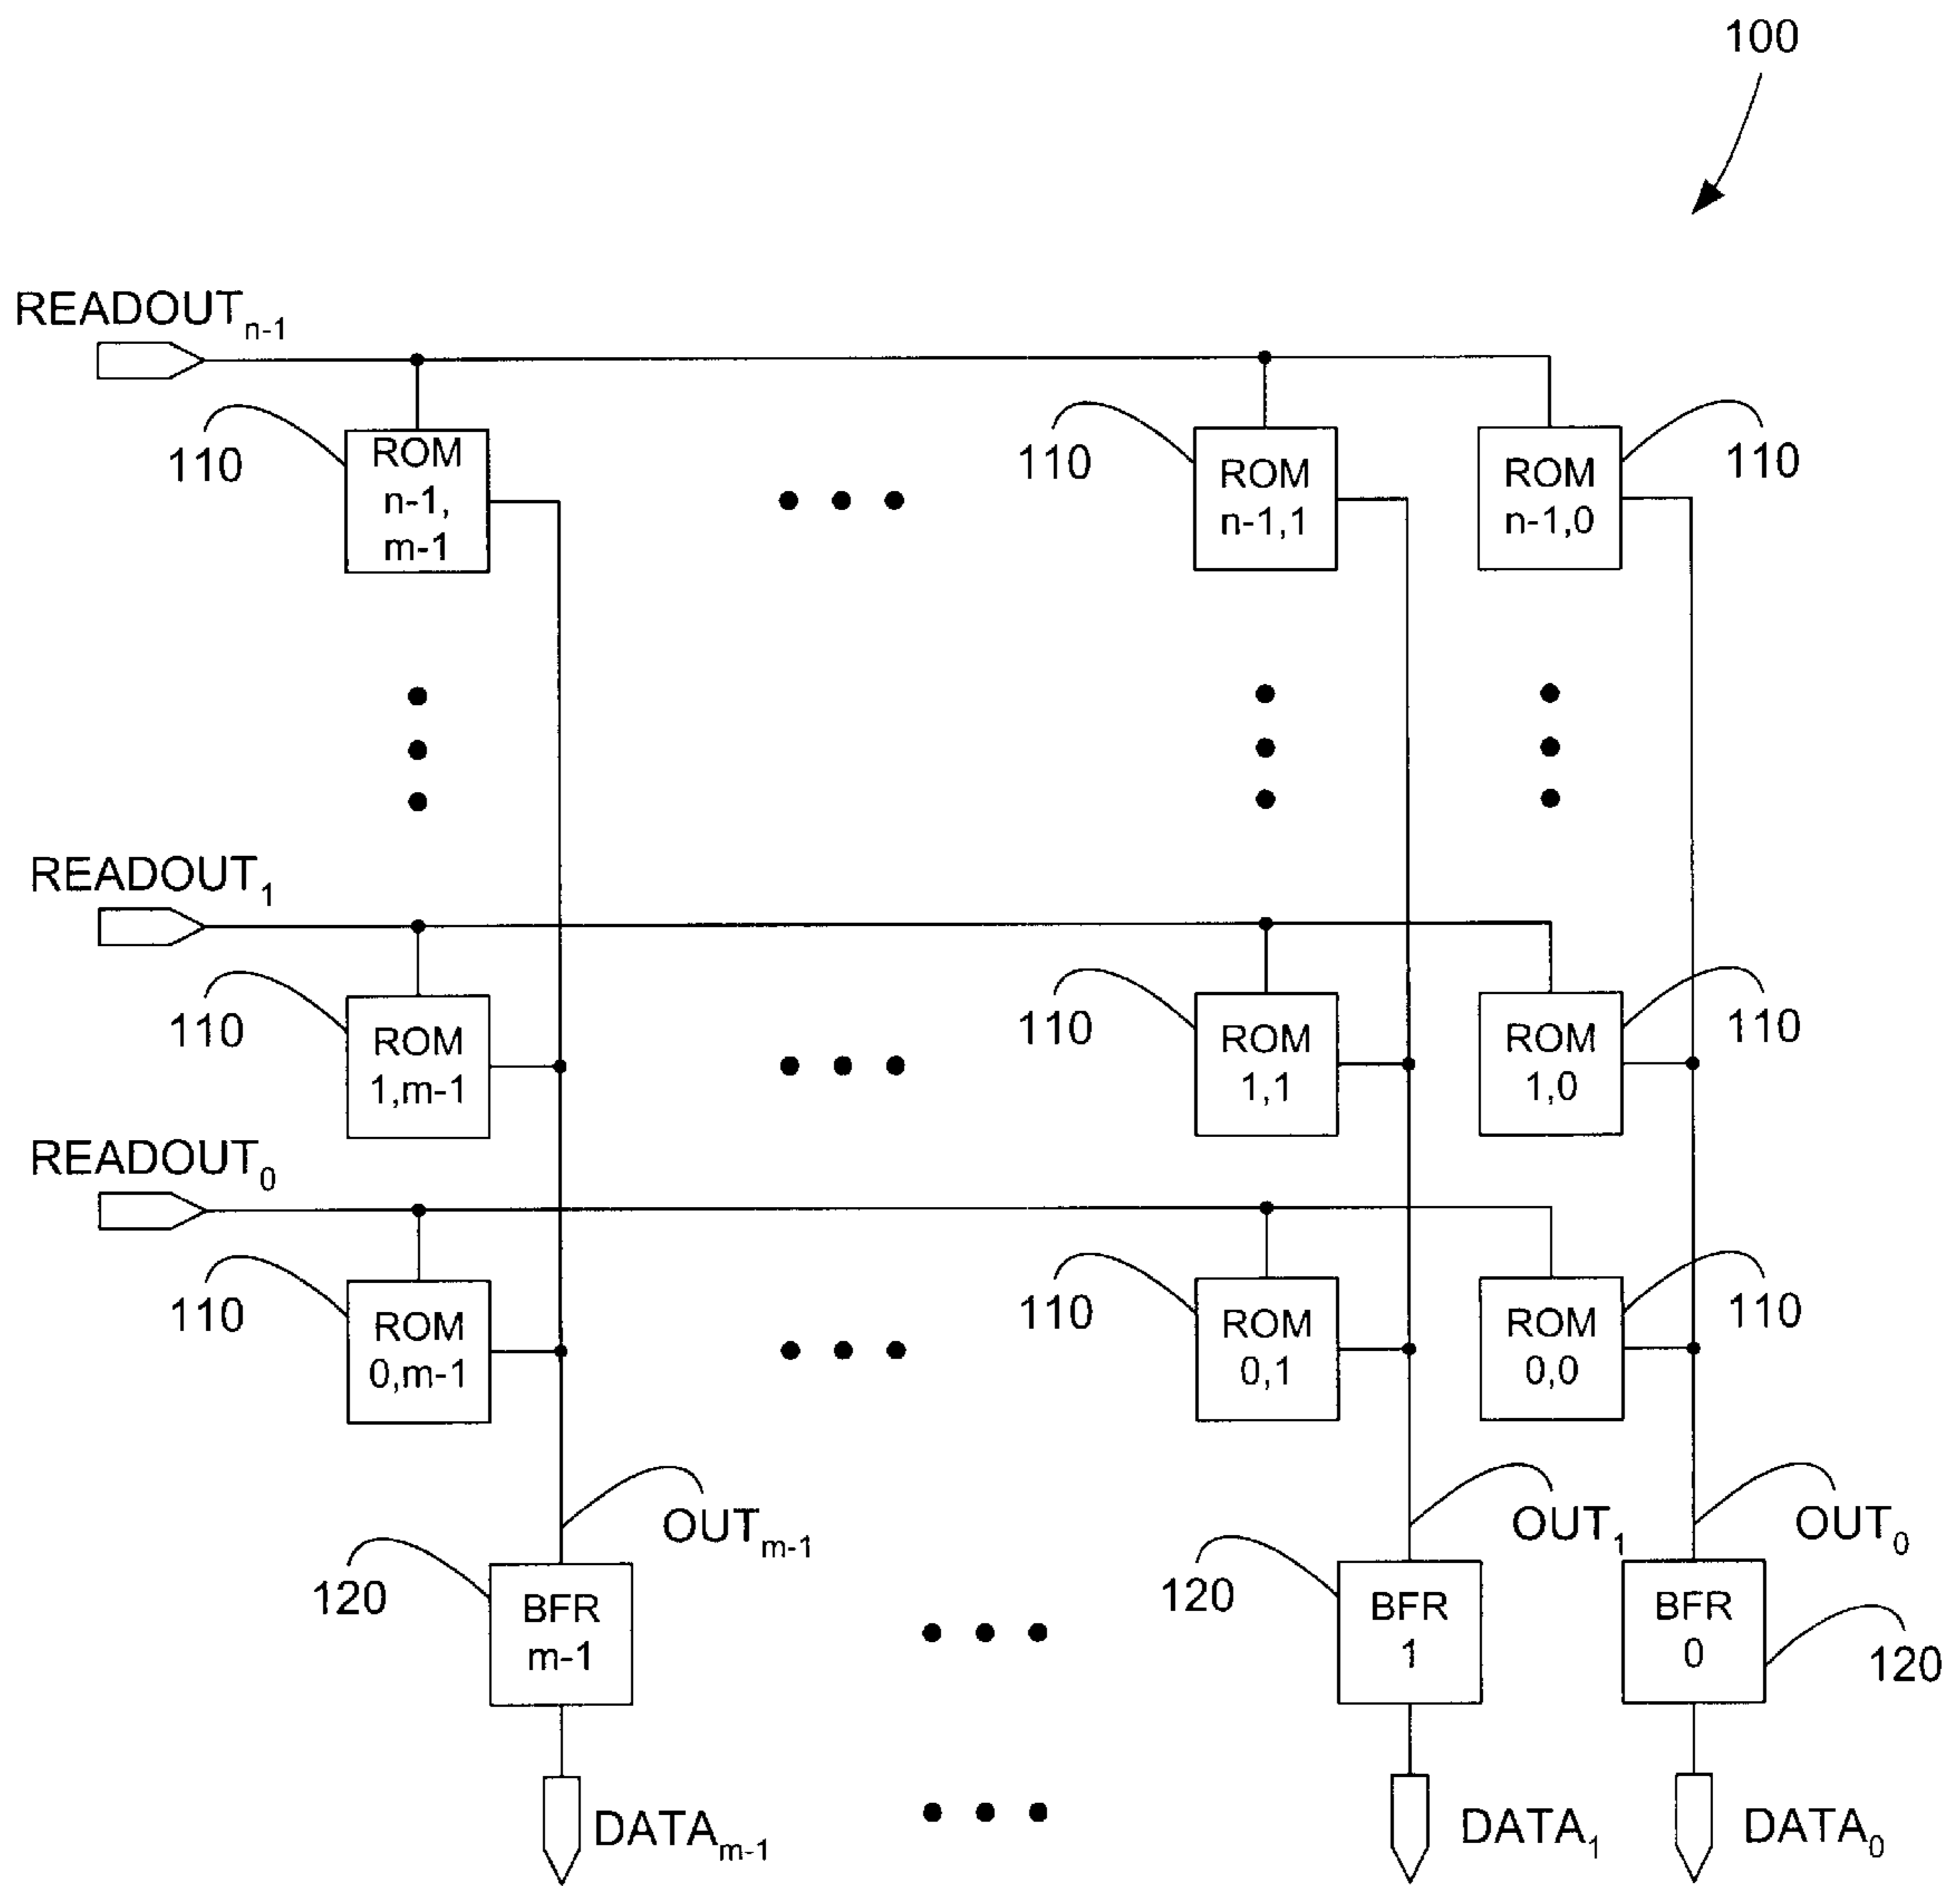 100
READOUTn-1
110
ROM
n-1,
m-1
110
ROM
n-1,1
ROM
n-1,0
110
READOUT1
110
ROM
1,m-1
110
ROM
1,1
ROM
1,0
110
READOUT0
110
ROM
0,m-1
110
ROM
0,1
ROM
0,0
110
OUTm-1
OUT1
OUT0
120
BFR
m-1
120
BFR
1
BFR
0
120
DATAm-1
DATA1
DATA0